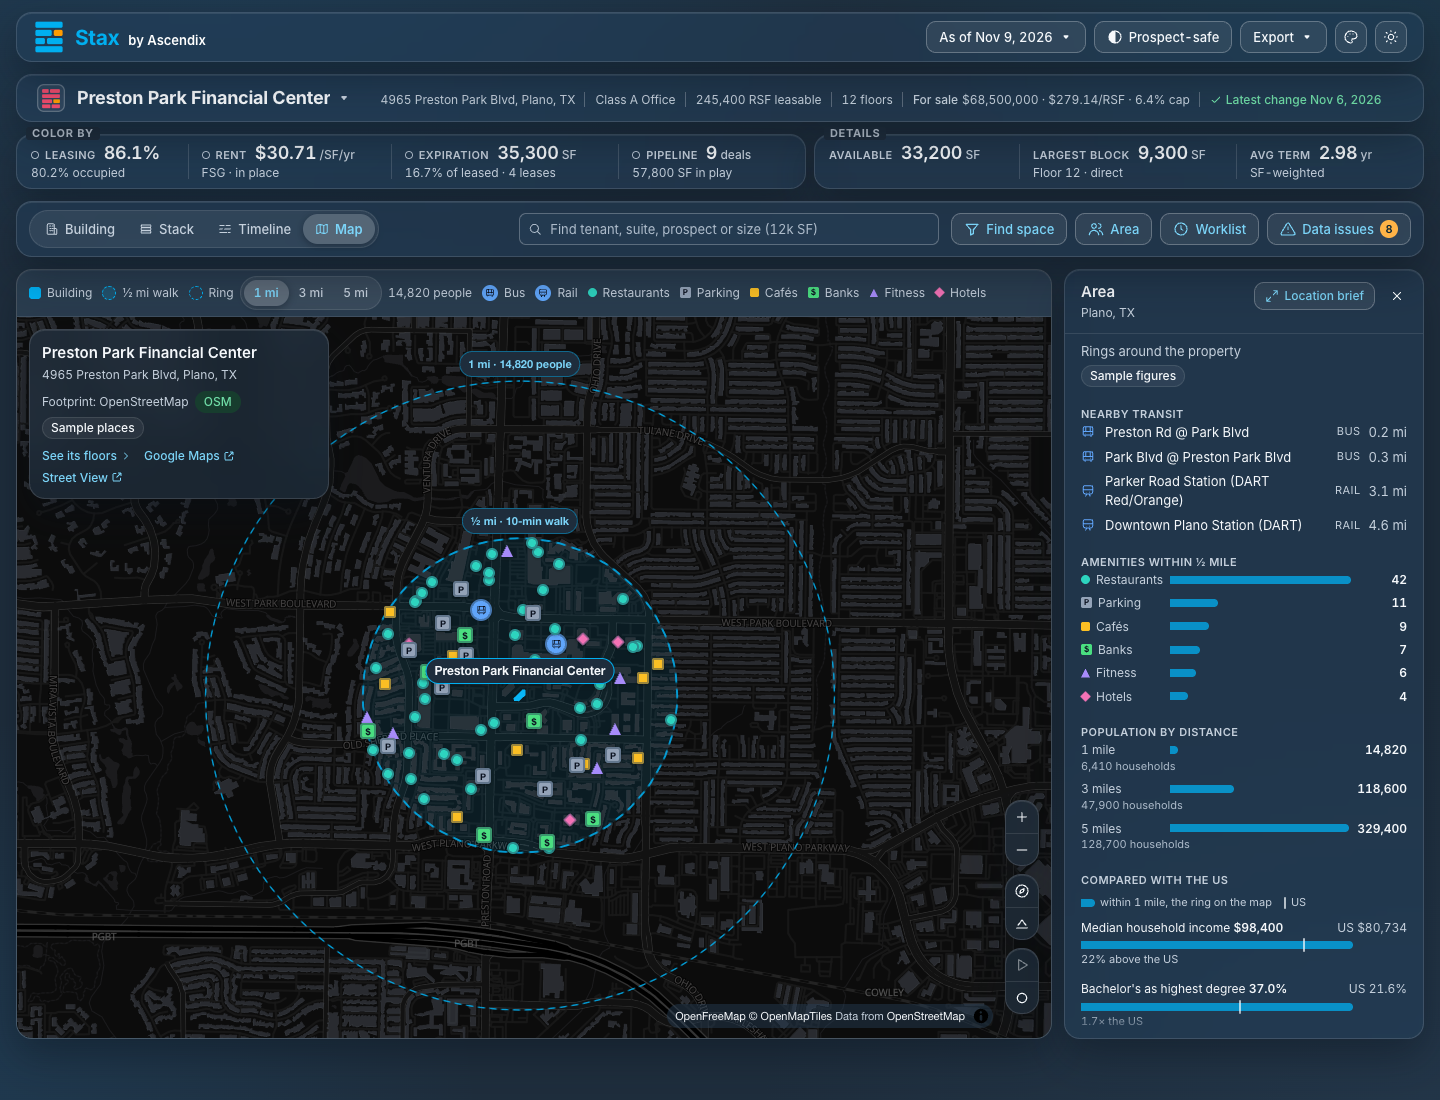 Stax by Ascendix
As of Nov 9, 2026
Prospect-safe
Export
Preston Park Financial Center
4965 Preston Park Blvd, Plano, TX
Class A Office
245,400 RSF leasable
12 floors
For sale $68,500,000 · $279.14/RSF · 6.4% cap
✓ Latest change Nov 6, 2026
COLOR BY
LEASING 86.1%
80.2% occupied
RENT $30.71 /SF/yr
FSG · in place
EXPIRATION 35,300 SF
16.7% of leased · 4 leases
PIPELINE 9 deals
57,800 SF in play
DETAILS
AVAILABLE 33,200 SF
LARGEST BLOCK 9,300 SF
Floor 12 · direct
AVG TERM 2.98 yr
SF-weighted
Building
Stack
Timeline
Map
Find tenant, suite, prospect or size (12k SF)
Find space
Area
Worklist
Data issues 8
Building
½ mi walk
Ring
1 mi
3 mi
5 mi
14,820 people
Bus
Rail
Restaurants
P Parking
Cafés
$ Banks
Fitness
Hotels
Preston Park Financial Center
4965 Preston Park Blvd, Plano, TX
Footprint: OpenStreetMap OSM
Sample places
See its floors
Google Maps
Street View
1 mi · 14,820 people
OHIO DRIVE
TULANE DRIVE
VENTURA DRIVE
½ mi · 10-min walk
WEST PARK BOULEVARD
WEST PARK BOULEVARD
Preston Park Financial Center
MIRA VISTA BOULEVARD
WEST PLANO PARKWAY
PRESTON ROAD
PGBT
PGBT
COWLEY
OpenFreeMap © OpenMapTiles Data from OpenStreetMap
Area
Plano, TX
Location brief
Rings around the property
Sample figures
NEARBY TRANSIT
Preston Rd @ Park Blvd BUS 0.2 mi
Park Blvd @ Preston Park Blvd BUS 0.3 mi
Parker Road Station (DART Red/Orange) RAIL 3.1 mi
Downtown Plano Station (DART) RAIL 4.6 mi
AMENITIES WITHIN ½ MILE
Restaurants 42
P Parking 11
Cafés 9
$ Banks 7
Fitness 6
Hotels 4
POPULATION BY DISTANCE
1 mile 14,820
6,410 households
3 miles 118,600
47,900 households
5 miles 329,400
128,700 households
COMPARED WITH THE US
within 1 mile, the ring on the map
US
Median household income $98,400 US $80,734
22% above the US
Bachelor's as highest degree 37.0% US 21.6%
1.7× the US